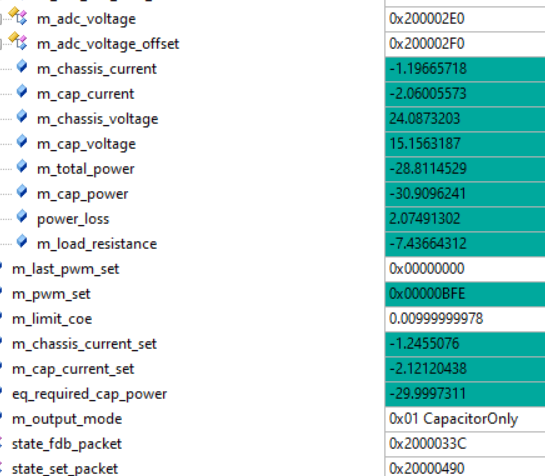 m_adc_voltage 0x200002E0
m_adc_voltage_offset 0x200002F0
m_chassis_current -1.19665718
m_cap_current -2.06005573
m_chassis_voltage 24.0873203
m_cap_voltage 15.1563187
m_total_power -28.8114529
m_cap_power -30.9096241
power_loss 2.07491302
m_load_resistance -7.43664312
m_last_pwm_set 0x00000000
m_pwm_set 0x00000BFE
m_limit_coe 0.00999999978
m_chassis_current_set -1.2455076
m_cap_current_set -2.12120438
eq_required_cap_power -29.9997311
m_output_mode 0x01 CapacitorOnly
state_fdb_packet 0x2000033C
state_set_packet 0x20000490